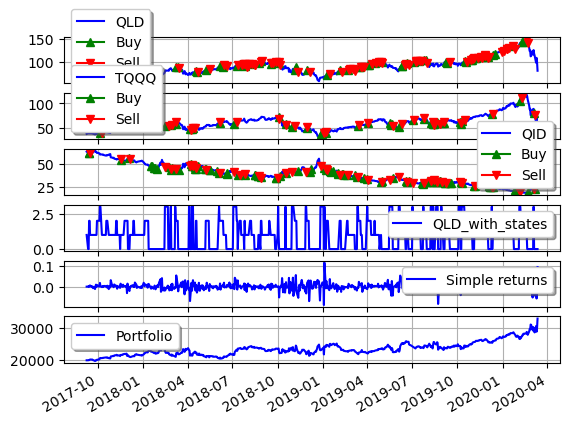 QLD
Buy
Sell
150
100
TQQQ
Buy
Sell
100
50
QID
Buy
Sell
50
25
QLD_with_states
2.5
0.0
Simple returns
0.1
0.0
Portfolio
30000
20000
2017-10
2018-01
2018-04
2018-07
2018-10
2019-01
2019-04
2019-07
2019-10
2020-01
2020-04